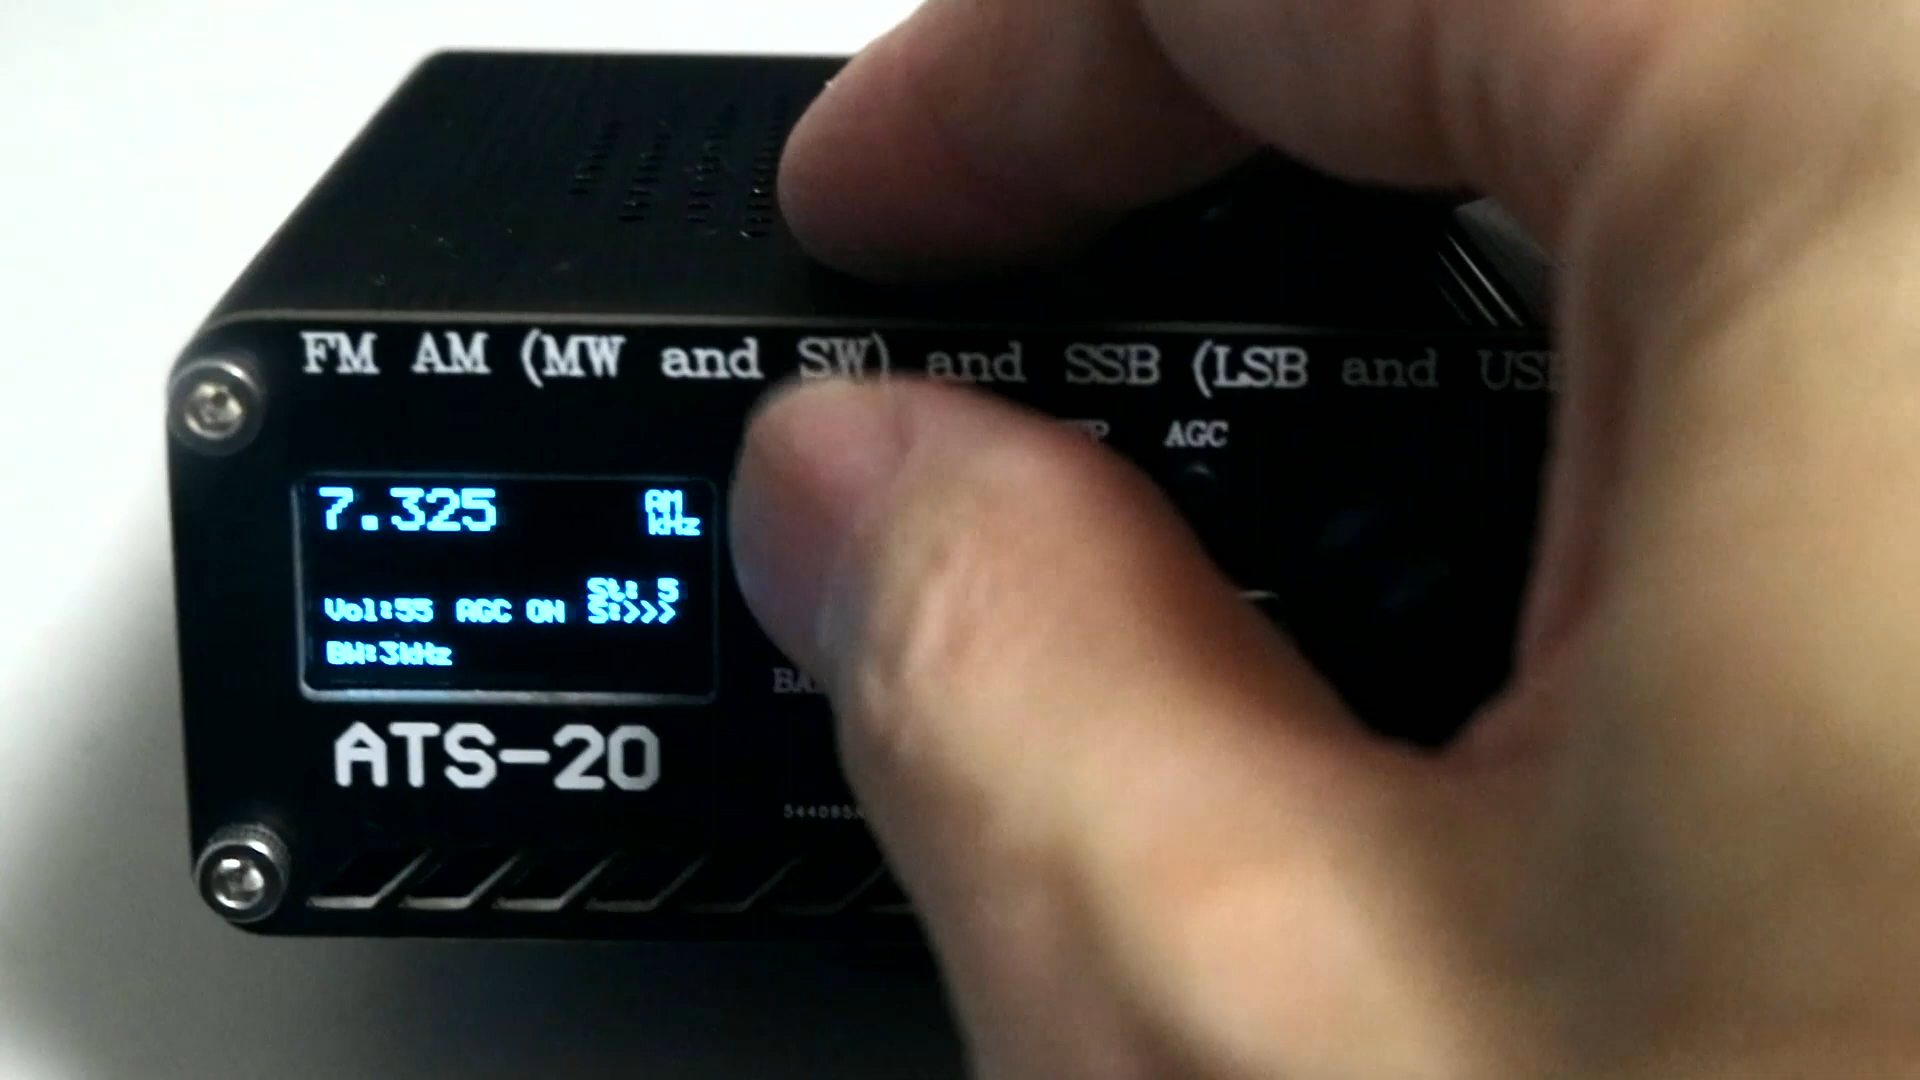 FM AM (MW and SW) and SSB (LSB and
AGC
7.325 AM
kHz
St: 5
Vol:55 AGC ON S:>>>
BW:3kHz
ATS-20